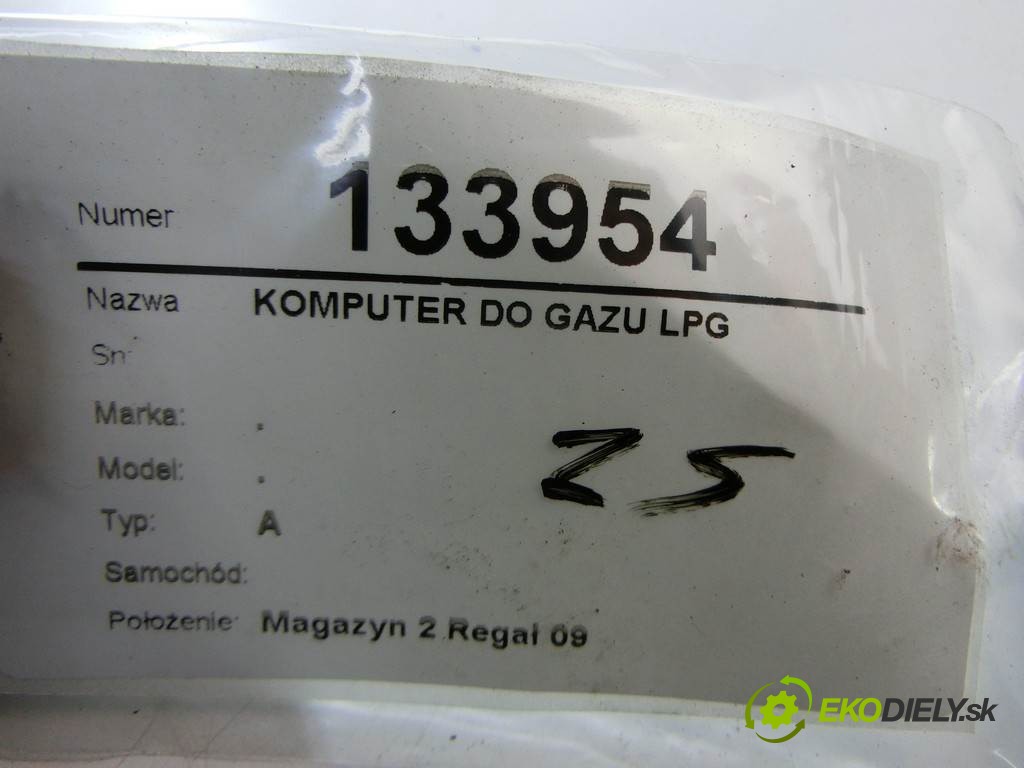 Numer 133954
Nazwa KOMPUTER DO GAZU LPG
Sn:
Marka: .
Model: .
Typ: A
Samochód:
Położenie: Magazyn 2 Regał 09
25
EKODIELY.sk